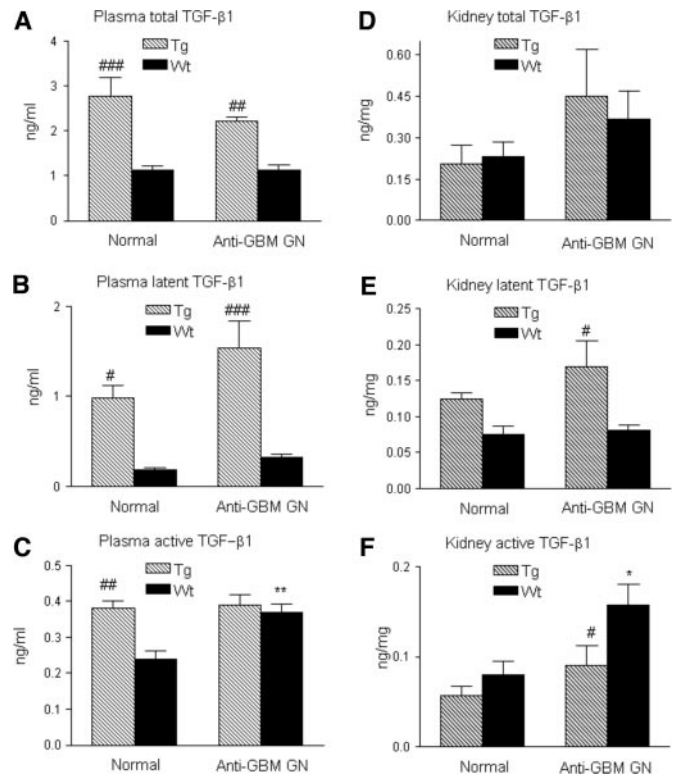 A
Plasma total TGF-β1
Tg
Wt
###
##
4
3
2
1
0
ng/ml
Normal
Anti-GBM GN
B
Plasma latent TGF-β1
Tg
Wt
#
###
2
1
0
ng/ml
Normal
Anti-GBM GN
C
Plasma active TGF-β1
Tg
Wt
##
**
0.5
0.4
0.3
0.2
0.1
0.0
ng/ml
Normal
Anti-GBM GN
D
Kidney total TGF-β1
Tg
Wt
0.60
0.45
0.30
0.15
0.00
ng/mg
Normal
Anti-GBM GN
E
Kidney latent TGF-β1
Tg
Wt
#
0.25
0.20
0.15
0.10
0.05
0.00
ng/mg
Normal
Anti-GBM GN
F
Kidney active TGF-β1
Tg
Wt
#
*
0.2
0.1
0.0
ng/mg
Normal
Anti-GBM GN